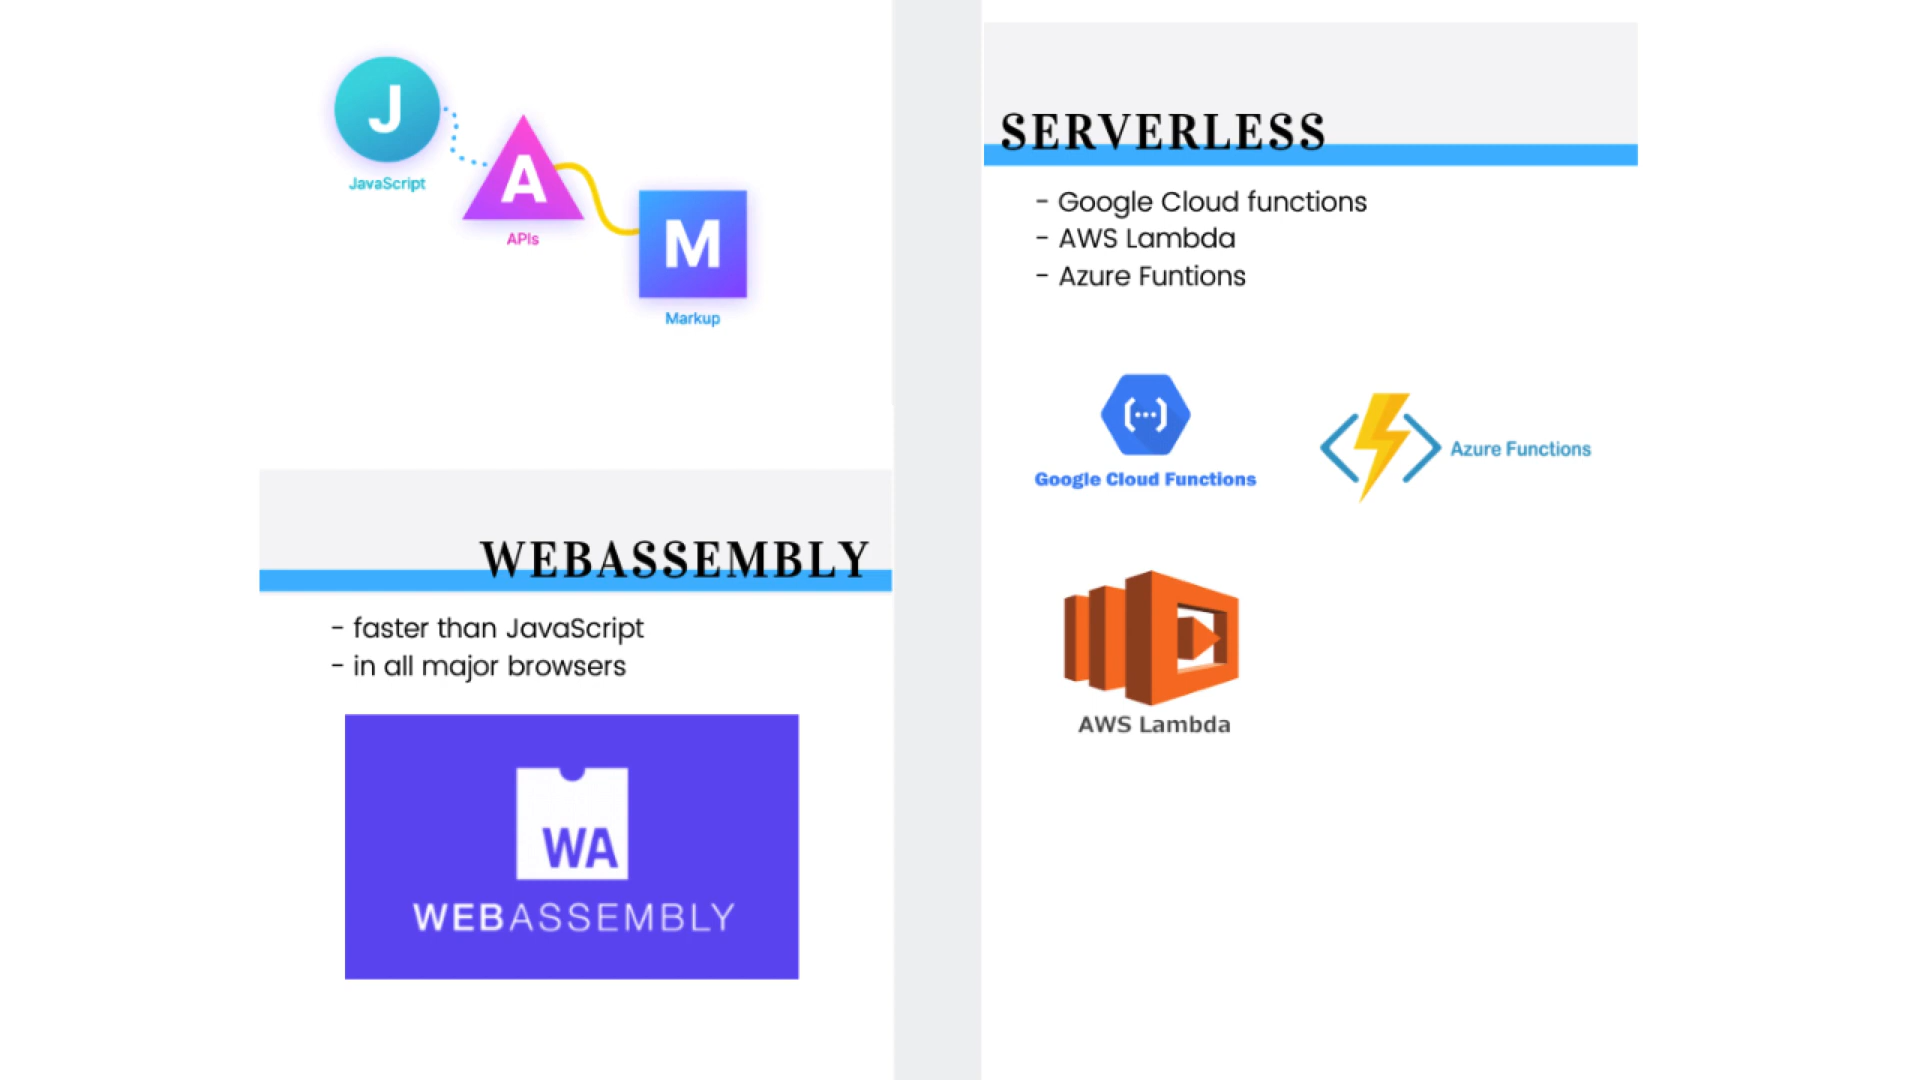 J
JavaScript
A
APIs
M
Markup
WEBASSEMBLY
- faster than JavaScript
- in all major browsers
WA
WEBASSEMBLY
SERVERLESS
- Google Cloud functions
- AWS Lambda
- Azure Funtions
Google Cloud Functions
Azure Functions
AWS Lambda